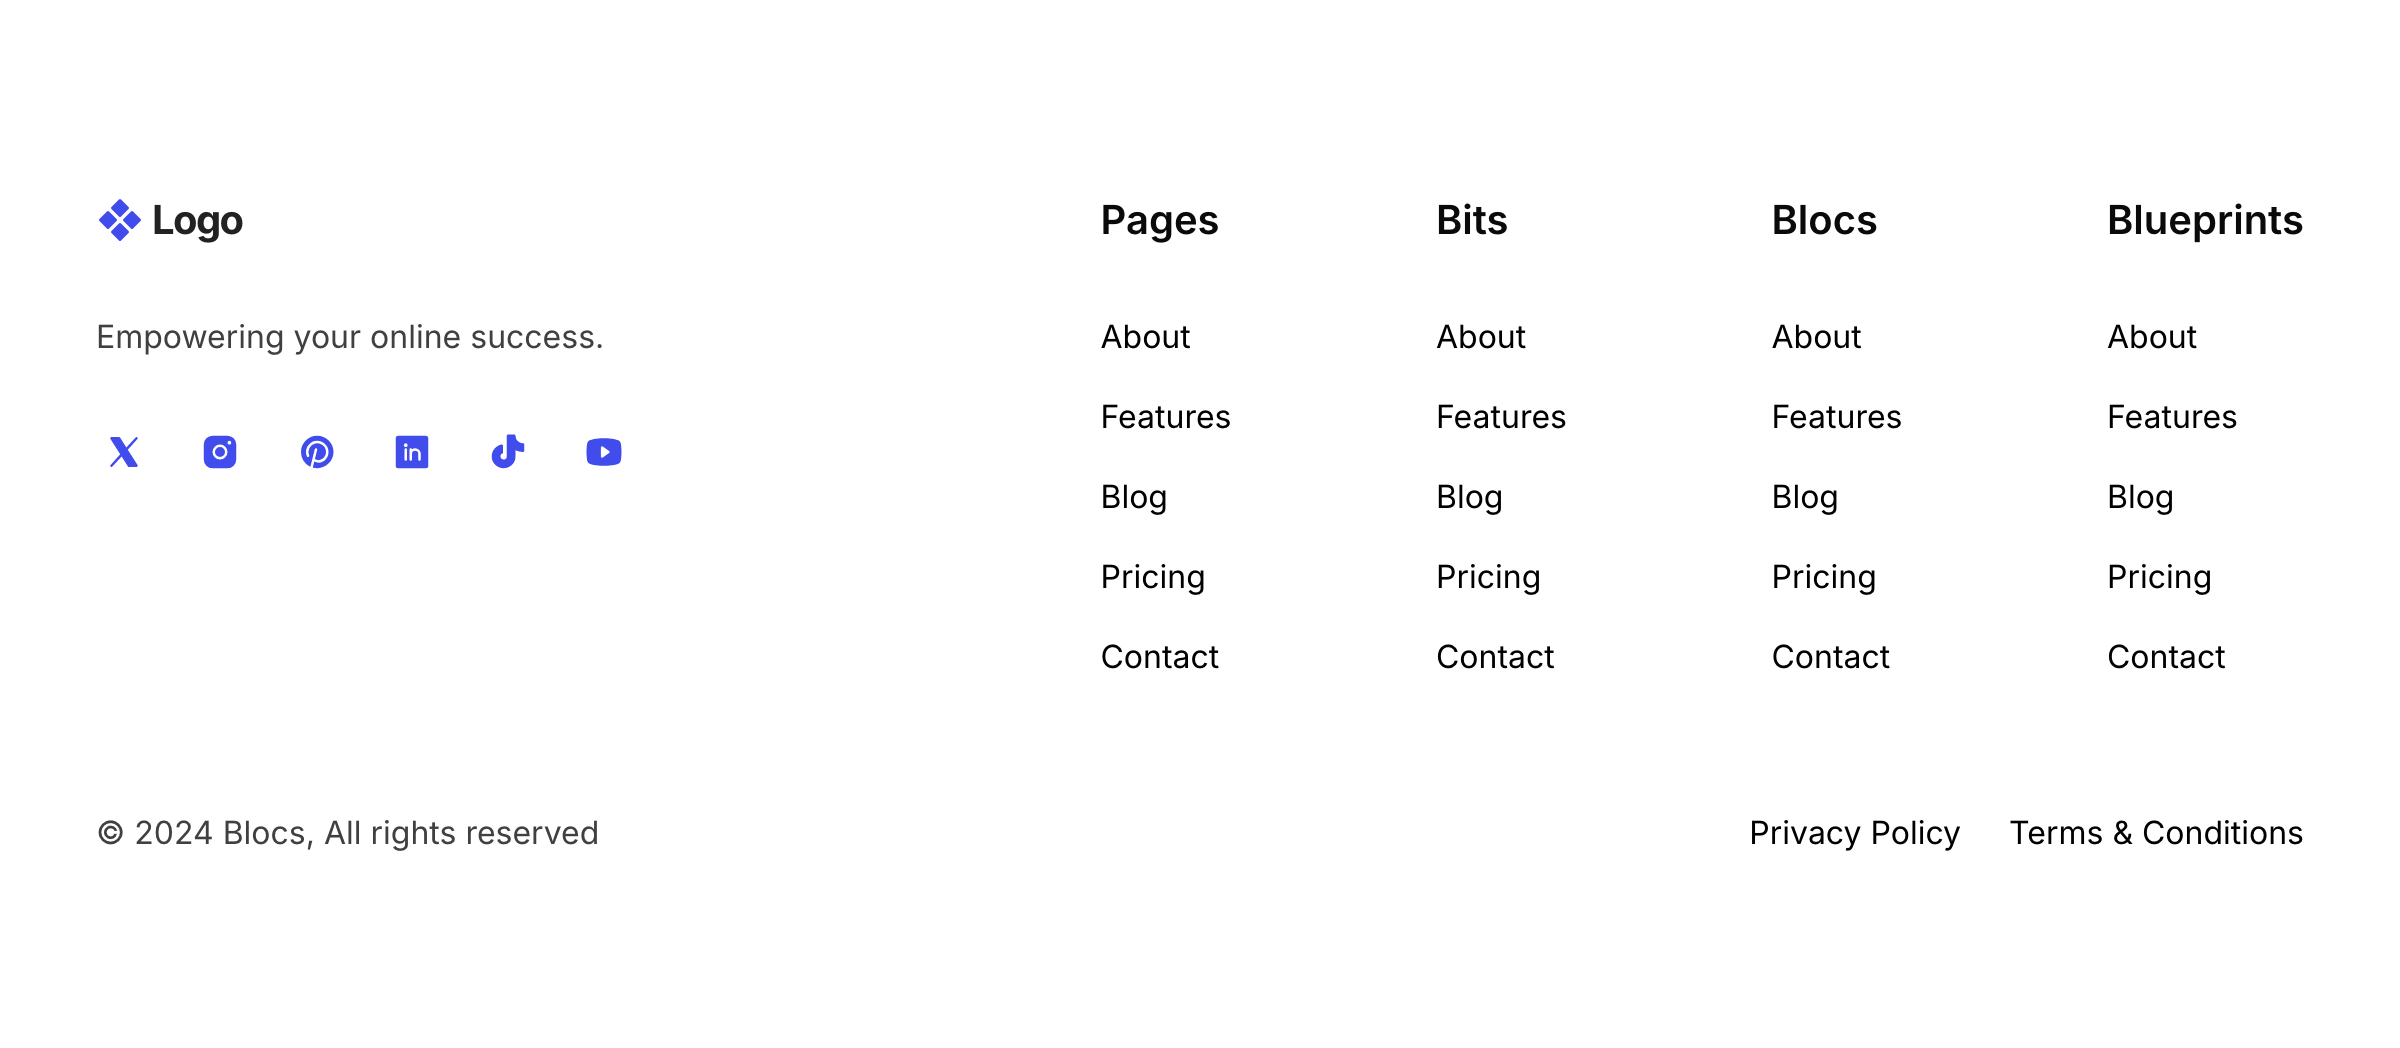 Logo
Empowering your online success.
Pages
About
Features
Blog
Pricing
Contact
Bits
About
Features
Blog
Pricing
Contact
Blocs
About
Features
Blog
Pricing
Contact
Blueprints
About
Features
Blog
Pricing
Contact
© 2024 Blocs, All rights reserved
Privacy Policy
Terms & Conditions